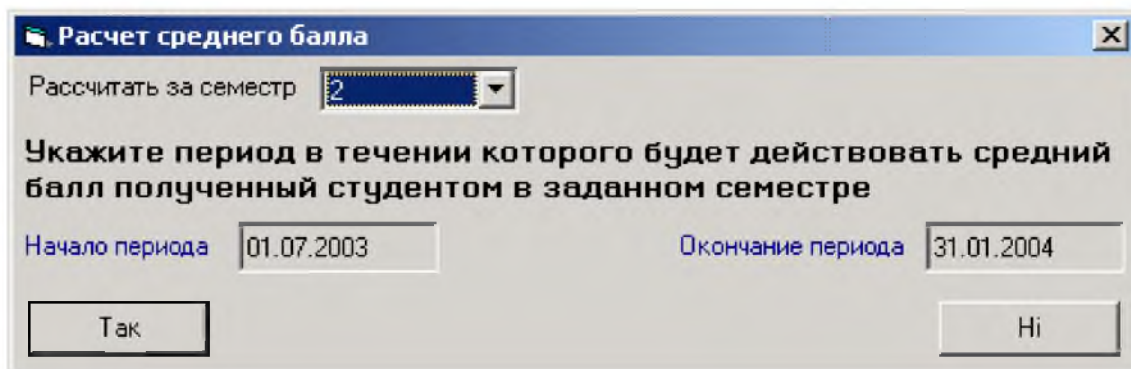 Расчет среднего балла
Рассчитать за семестр 2
Укажите период в течении которого будет действовать средний
балл полученный студентом в заданном семестре
Начало периода 01.07.2003 Окончание периода 31.01.2004
Так Ні